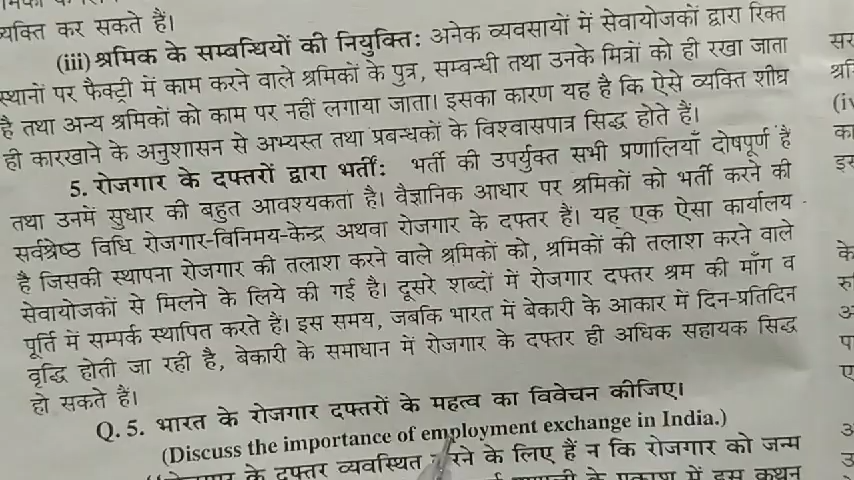 व्यक्ति कर सकते हैं।
(iii) श्रमिक के सम्बन्धियों की नियुक्ति: अनेक व्यवसायों में सेवायोजकों द्वारा रिक्त
स्थानों पर फैक्ट्री में काम करने वाले श्रमिकों के पुत्र, सम्बन्धी तथा उनके मित्रों को ही रखा जाता
है तथा अन्य श्रमिकों को काम पर नहीं लगाया जाता। इसका कारण यह है कि ऐसे व्यक्ति शीघ्र
ही कारखाने के अनुशासन से अभ्यस्त तथा प्रबन्धकों के विश्वासपात्र सिद्ध होते हैं।
5. रोजगार के दफ्तरों द्वारा भर्ती: भर्ती की उपर्युक्त सभी प्रणालियाँ दोषपूर्ण हैं
तथा उनमें सुधार की बहुत आवश्यकता है। वैज्ञानिक आधार पर श्रमिकों को भर्ती करने की
सर्वश्रेष्ठ विधि रोजगार-विनिमय-केन्द्र अथवा रोजगार के दफ्तर हैं। यह एक ऐसा कार्यालय
है जिसकी स्थापना रोजगार की तलाश करने वाले श्रमिकों को, श्रमिकों की तलाश करने वाले
सेवायोजकों से मिलने के लिये की गई है। दूसरे शब्दों में रोजगार दफ्तर श्रम की माँग व
पूर्ति में सम्पर्क स्थापित करते हैं। इस समय, जबकि भारत में बेकारी के आकार में दिन-प्रतिदिन
वृद्धि होती जा रही है, बेकारी के समाधान में रोजगार के दफ्तर ही अधिक सहायक सिद्ध
हो सकते हैं।
Q. 5. भारत के रोजगार दफ्तरों के महत्व का विवेचन कीजिए।
(Discuss the importance of employment exchange in India.)
के दफ्तर व्यवस्थित करने के लिए हैं न कि रोजगार को जन्म
के प्रकाश में इस कथन